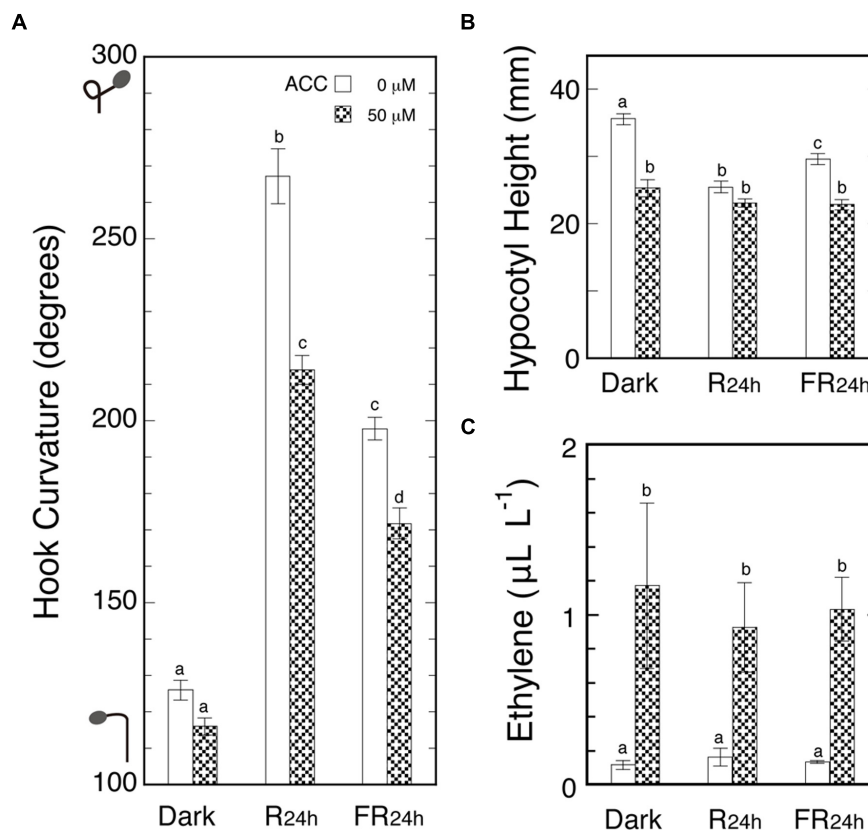 A
Hook Curvature (degrees)
300
250
200
150
100
ACC 0 µM
50 µM
a
a
b
c
c
d
Dark R24h FR24h
B
Hypocotyl Height (mm)
40
20
0
a
b
b
b
c
b
Dark R24h FR24h
C
Ethylene (µL L-1)
2
1
0
a
b
a
b
a
b
Dark R24h FR24h